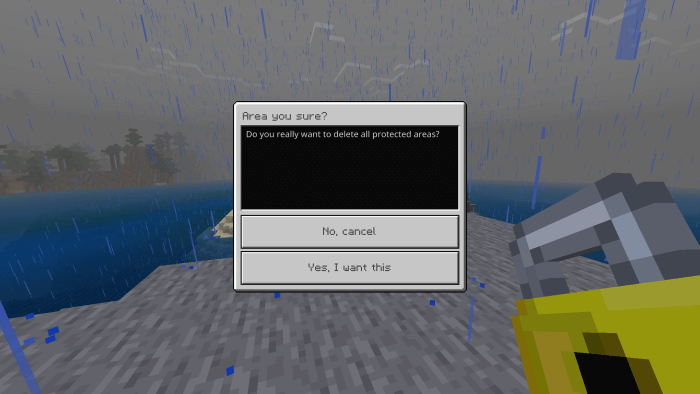 Area you sure?
Do you really want to delete all protected areas?
No, cancel
Yes, I want this